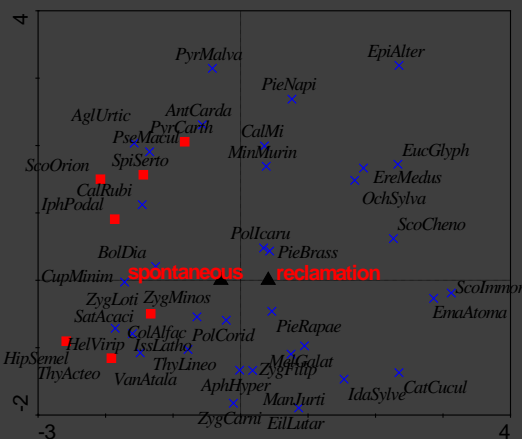 4
PyrMalva
EpiAlter
PieNapi
AglUrtic
AntCarda
PyrCarth
PseMacul
CalMi
MinMurin
EucGlyph
ScoOrion
SpiSerto
EreMedus
CalRubi
OchSylva
IphPodal
ScoCheno
PolIcaru
BolDia
PieBrass
CupMinim
spontaneous
reclamation
ScoImmor
ZygLoti
ZygMinos
EmaAtoma
SatAcaci
PieRapae
ColAlfac
PolCorid
HelVirip
IssLatho
HipSemel
ThyLineo
MelGalat
ZygFilip
ThyActeo
VanAtala
AphHyper
IdaSylve
CatCucul
ManJurti
ZygCarni
EilLutar
-2
-3
4